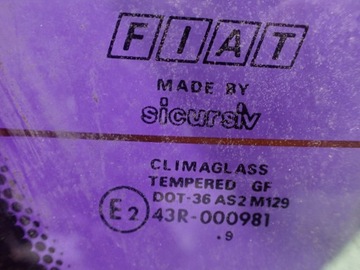 FIAT
MADE BY
sicursiv
CLIMAGLASS
TEMPERED GF
DOT-36 AS2 M129
E2 43R-000981
.9